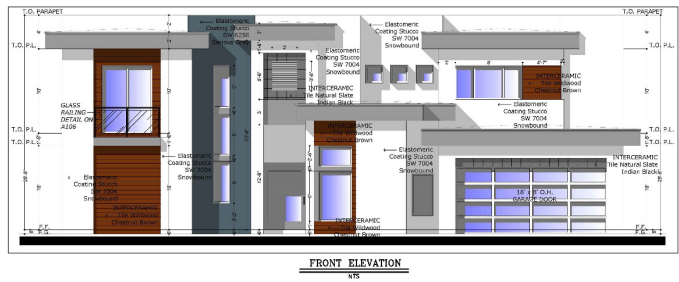 T.O. PARAPET
T.O. PARAPET
Elastomeric
Coating Stucco
SW 6256
Serious Gray
Elastomeric
Coating Stucco
SW 7004
Snowbound
T.O. P.L.
T.O. P.L.
Elastomeric
Coating Stucco
SW 7004
Snowbound
INTERCERAMIC
Tile Wildwood
Chestnut Brown
INTERCERAMIC
Tile Natural Slate
Indian Black
GLASS
RAILING
DETAIL ON
A106
Elastomeric
Coating Stucco
SW 7004
Snowbound
INTERCERAMIC
Tile Wildwood
Chestnut Brown
T.O. P.L.
T.O. P.L.
T.O. P.L.
T.O. P.L.
Elastomeric
Coating Stucco
SW 7004
Snowbound
Elastomeric
Coating Stucco
SW 7004
Snowbound
INTERCERAMIC
Tile Natural Slate
Indian Black
Elastomeric
Coating Stucco
SW 7004
Snowbound
16' x 8' O.H.
GARAGE DOOR
INTERCERAMIC
Tile Wildwood
Chestnut Brown
INTERCERAMIC
Tile Wildwood
Chestnut Brown
F.F.
F.F.
FRONT ELEVATION
NTS